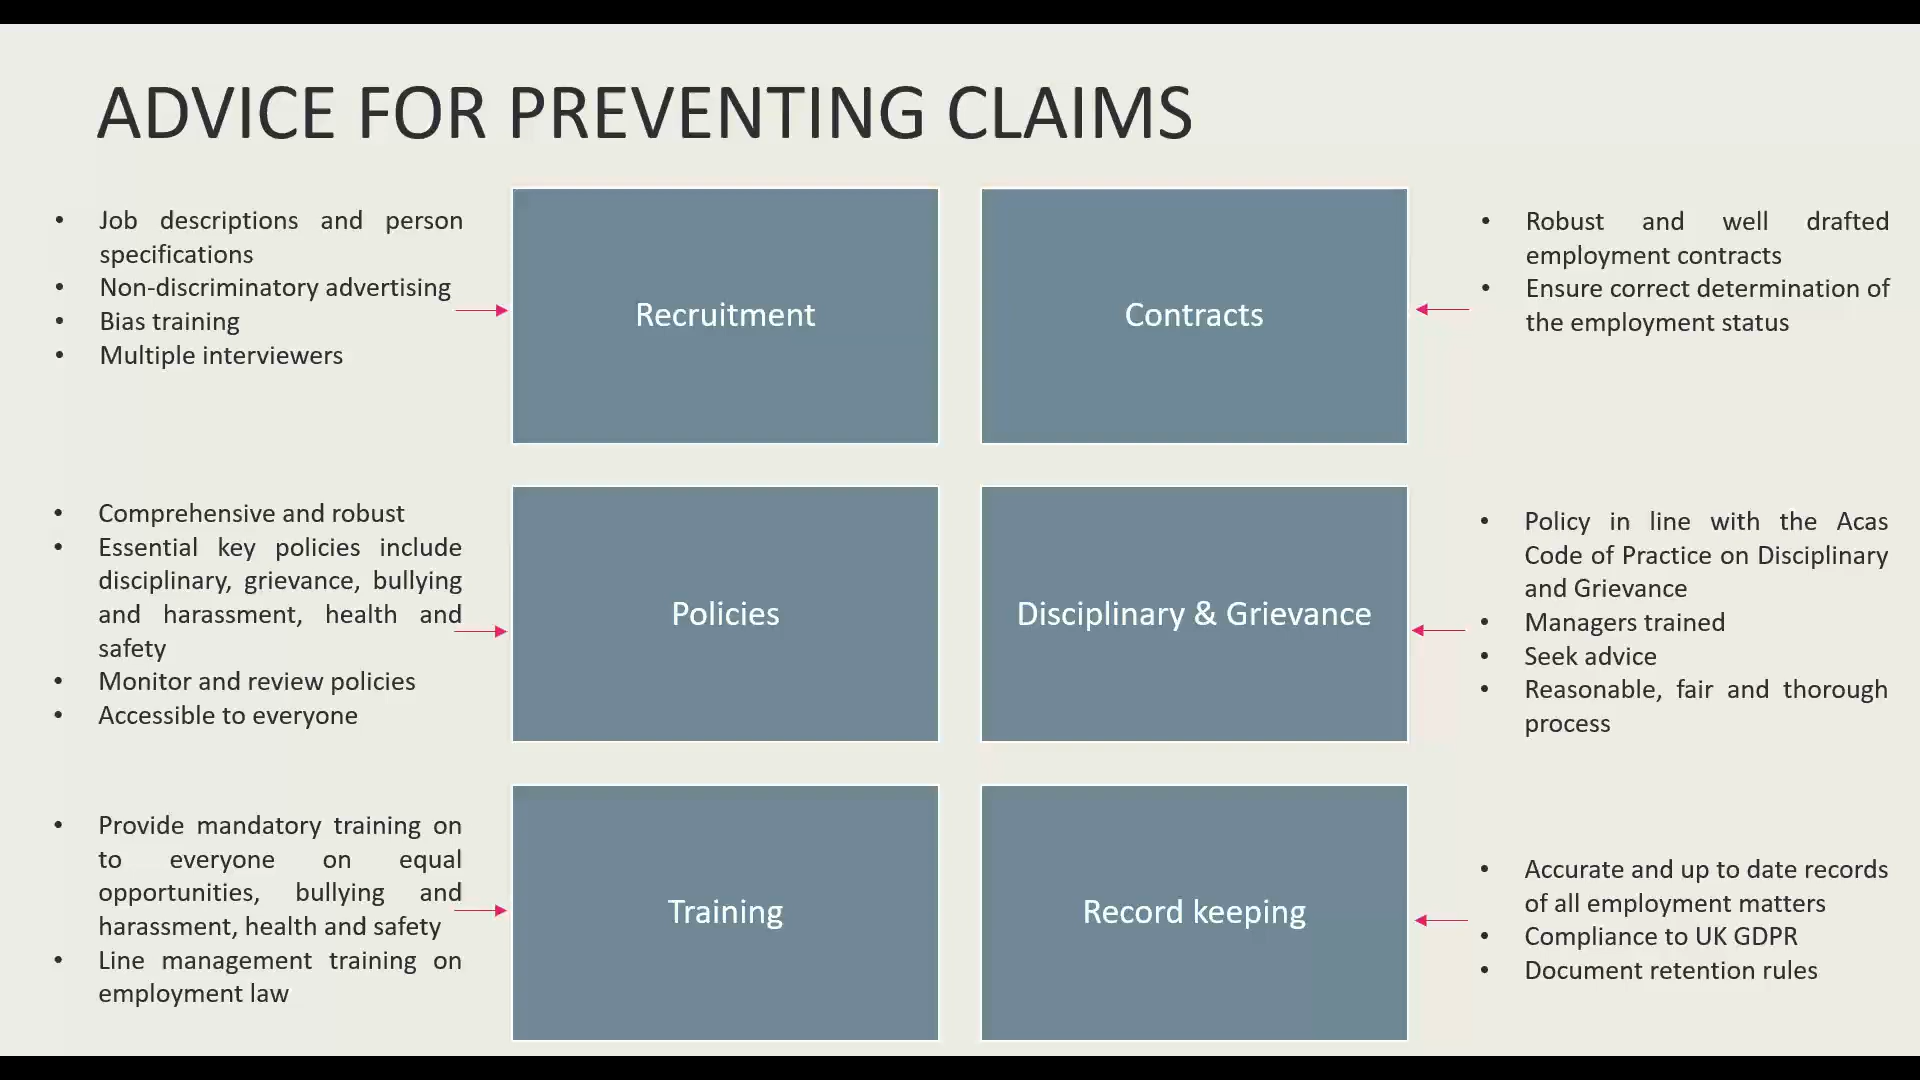 ADVICE FOR PREVENTING CLAIMS
• Job descriptions and person
specifications
• Non-discriminatory advertising
• Bias training
• Multiple interviewers
Recruitment
Contracts
• Robust and well drafted
employment contracts
• Ensure correct determination of
the employment status
• Comprehensive and robust
• Essential key policies include
disciplinary, grievance, bullying
and harassment, health and
safety
• Monitor and review policies
• Accessible to everyone
Policies
Disciplinary & Grievance
• Policy in line with the Acas
Code of Practice on Disciplinary
and Grievance
• Managers trained
• Seek advice
• Reasonable, fair and thorough
process
• Provide mandatory training on
to everyone on equal
opportunities, bullying and
harassment, health and safety
• Line management training on
employment law
Training
Record keeping
• Accurate and up to date records
of all employment matters
• Compliance to UK GDPR
• Document retention rules